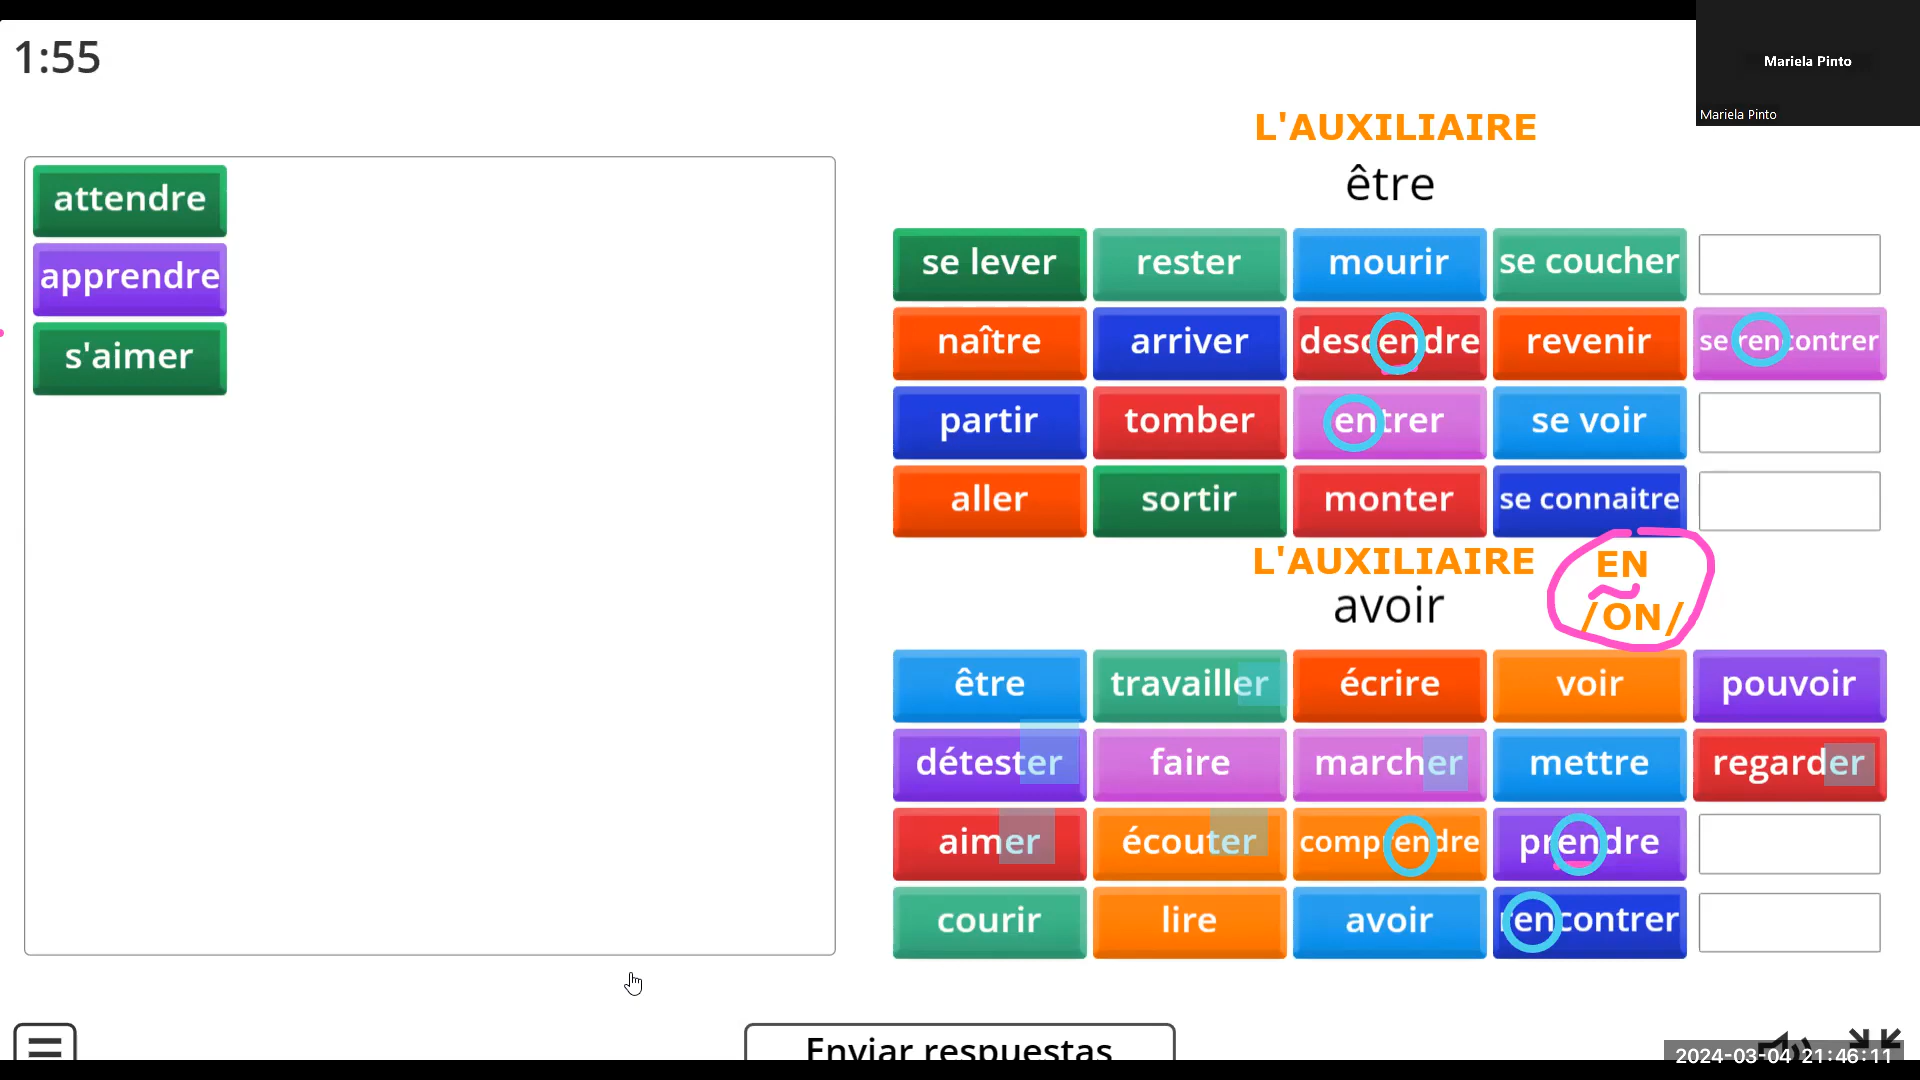 1:55
Mariela Pinto
Mariela Pinto
attendre
apprendre
s'aimer
L'AUXILIAIRE
être
se lever rester mourir se coucher
naître arriver descendre revenir se rencontrer
partir tomber entrer se voir
aller sortir monter se connaitre
L'AUXILIAIRE EN
avoir /ON/
être travailler écrire voir pouvoir
détester faire marcher mettre regarder
aimer écouter comprendre prendre
courir lire avoir rencontrer
Enviar respuestas
2024-03-04 21:46:11